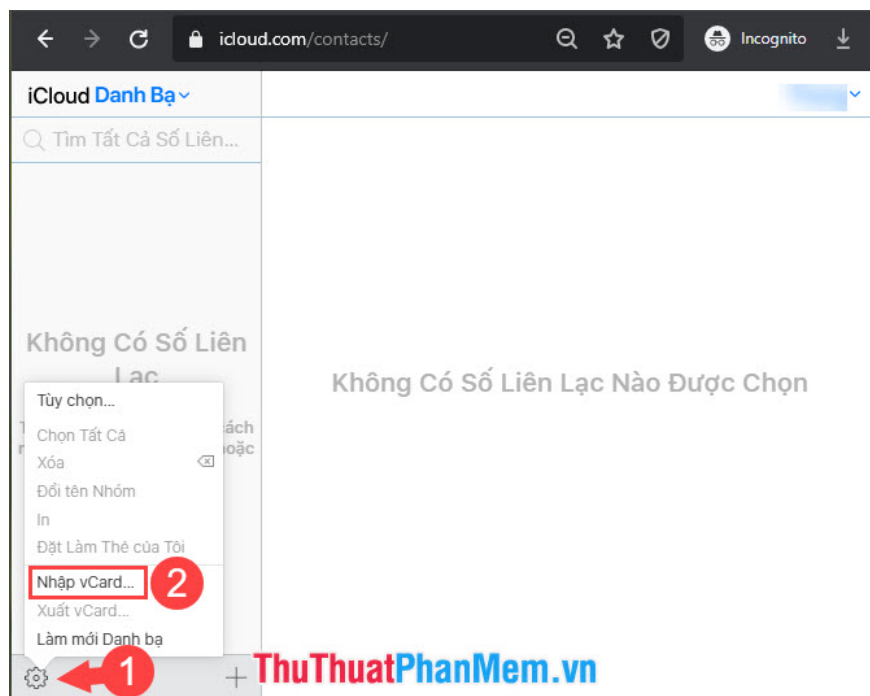 icloud.com/contacts/
Incognito
iCloud Danh Bạ
Tìm Tất Cả Số Liên...
Không Có Số Liên
Lạc
Không Có Số Liên Lạc Nào Được Chọn
Tùy chọn...
ách
Chọn Tất Cả
hoặc
Xóa
Đổi tên Nhóm
In
Đặt Làm Thẻ của Tôi
Nhập vCard...
2
Xuất vCard...
Làm mới Danh bạ
1
ThuThuatPhanMem.vn